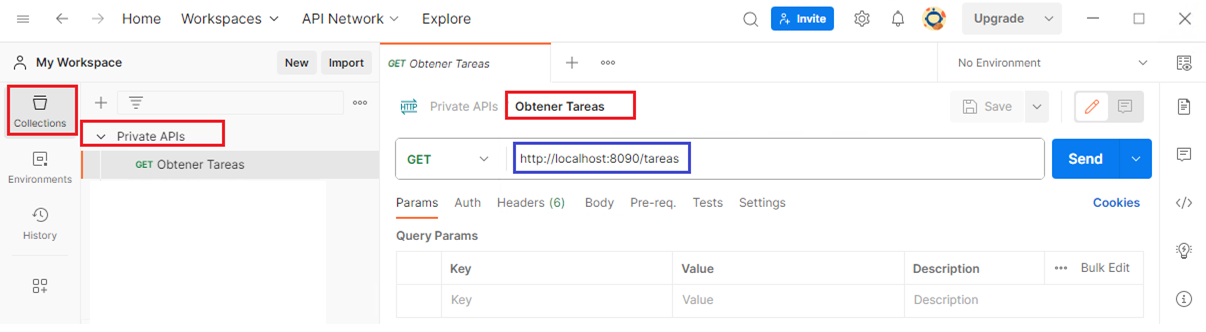 Home Workspaces API Network Explore Invite Upgrade
My Workspace New Import
GET Obtener Tareas
No Environment
Collections
Environments
History
Private APIs
GET Obtener Tareas
HTTP Private APIs Obtener Tareas Save
GET http://localhost:8090/tareas Send
Params Auth Headers (6) Body Pre-req. Tests Settings Cookies
Query Params
Key Value Description Bulk Edit
Key Value Description